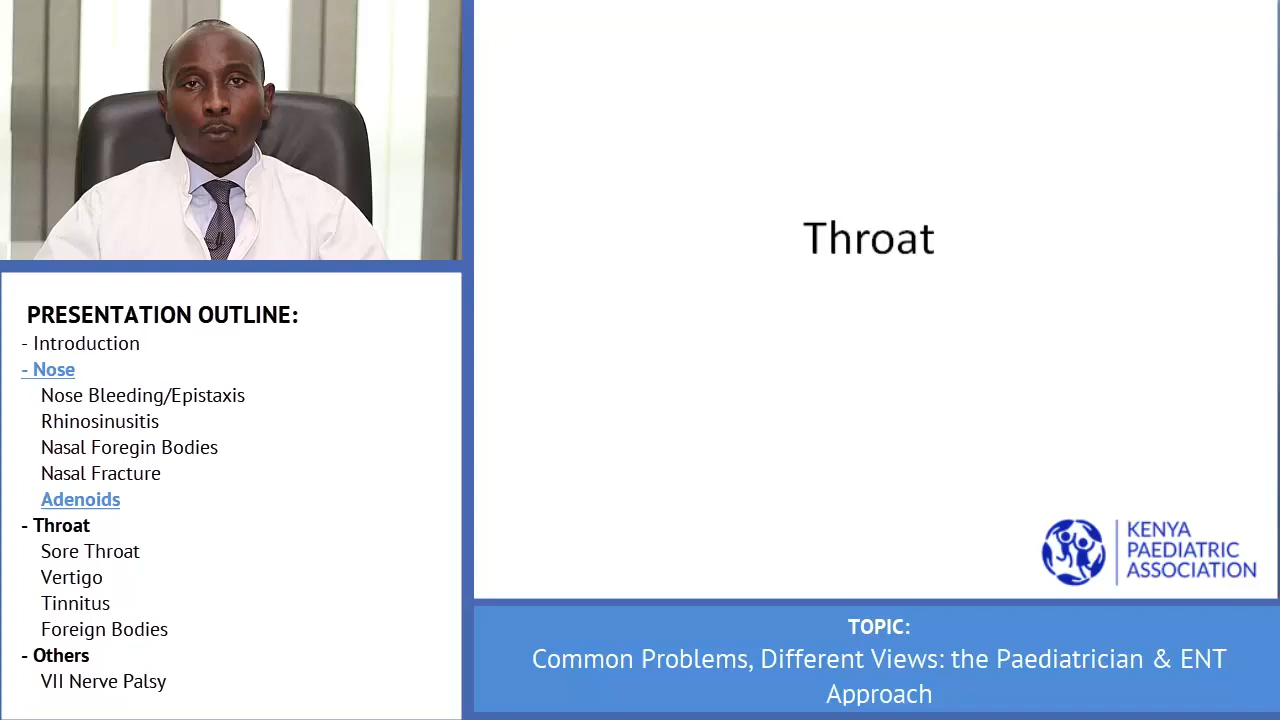 PRESENTATION OUTLINE:
- Introduction
- Nose
Nose Bleeding/Epistaxis
Rhinosinusitis
Nasal Foregin Bodies
Nasal Fracture
Adenoids
- Throat
Sore Throat
Vertigo
Tinnitus
Foreign Bodies
- Others
VII Nerve Palsy
Throat
KENYA
PAEDIATRIC
ASSOCIATION
TOPIC:
Common Problems, Different Views: the Paediatrician & ENT
Approach